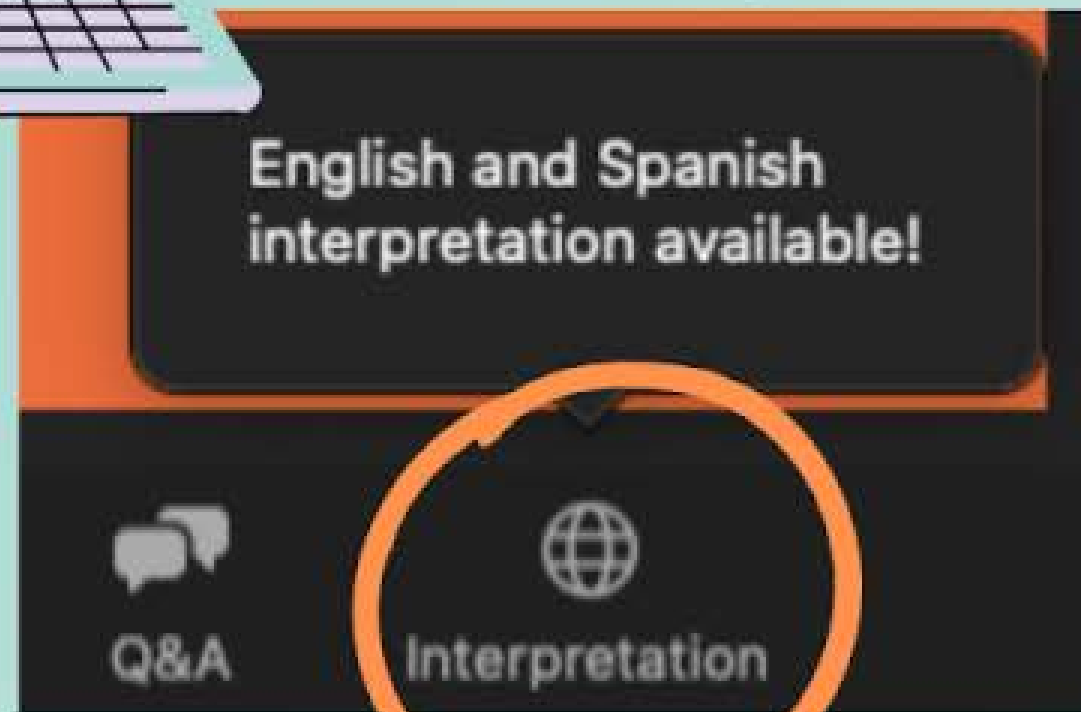 English and Spanish
interpretation available!
Q&A
Interpretation